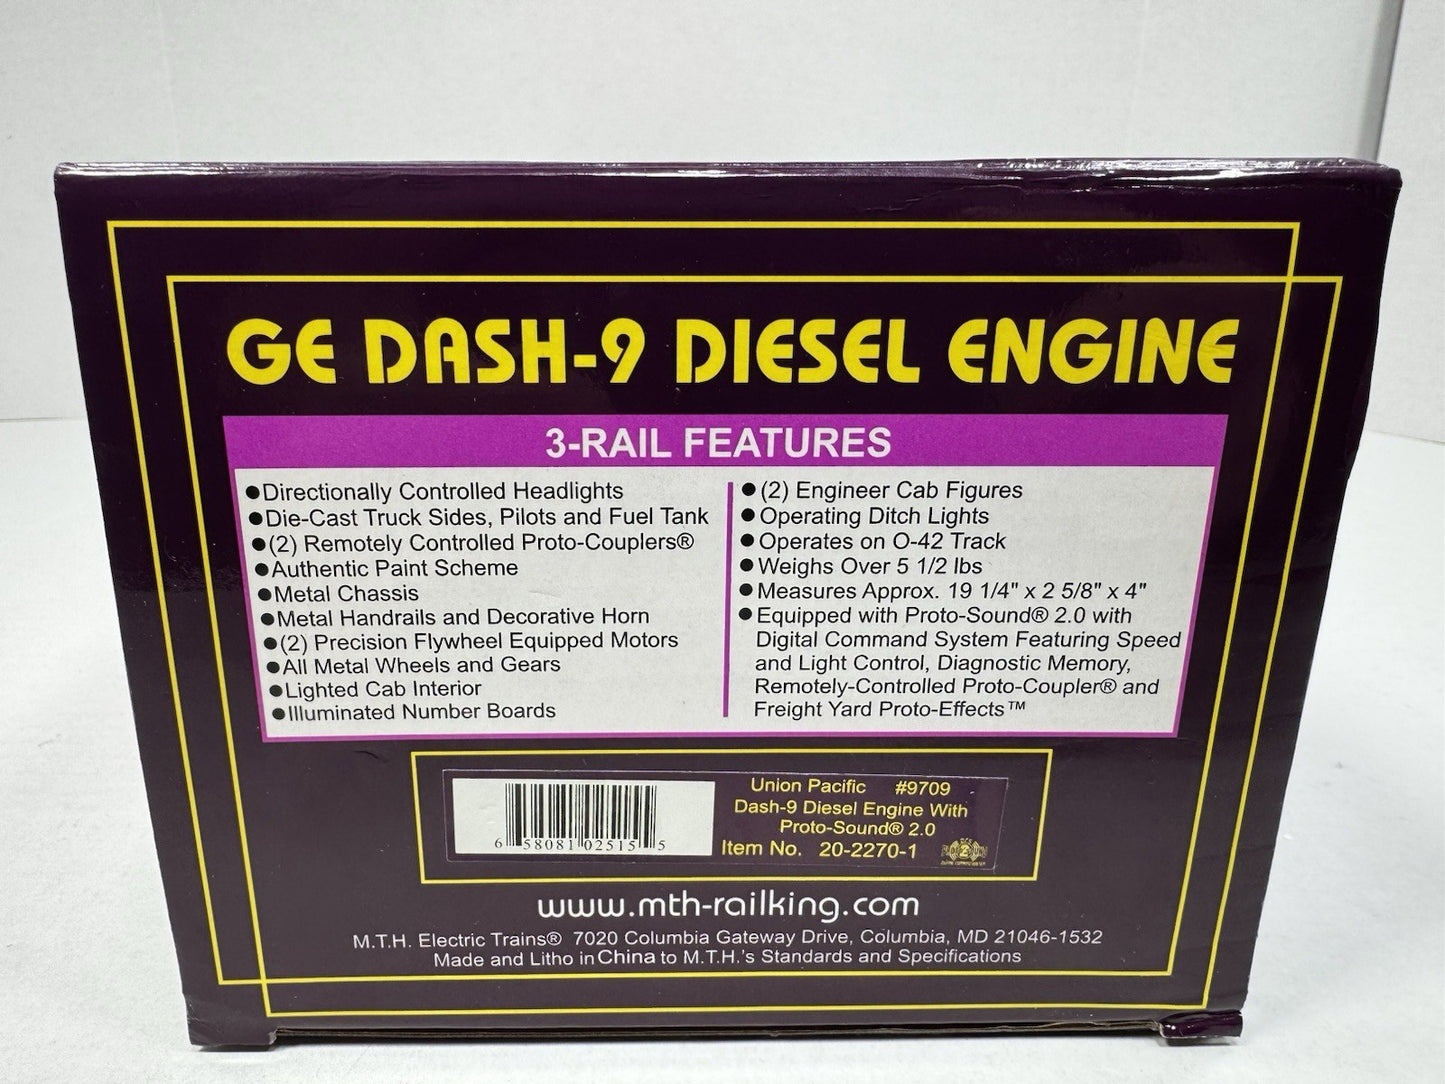 GE DASH-9 DIESEL ENGINE
3-RAIL FEATURES
●Directionally Controlled Headlights
●Die-Cast Truck Sides, Pilots and Fuel Tank
●(2) Remotely Controlled Proto-Couplers®
●Authentic Paint Scheme
●Metal Chassis
●Metal Handrails and Decorative Horn
●(2) Precision Flywheel Equipped Motors
●All Metal Wheels and Gears
●Lighted Cab Interior
●Illuminated Number Boards
●(2) Engineer Cab Figures
●Operating Ditch Lights
●Operates on O-42 Track
●Weighs Over 5 1/2 lbs
●Measures Approx. 19 1/4" x 2 5/8" x 4"
●Equipped with Proto-Sound® 2.0 with
Digital Command System Featuring Speed
and Light Control, Diagnostic Memory,
Remotely-Controlled Proto-Coupler® and
Freight Yard Proto-Effects™
6 58081 02515 5
Union Pacific #9709
Dash-9 Diesel Engine With
Proto-Sound® 2.0
Item No. 20-2270-1
www.mth-railking.com
M.T.H. Electric Trains® 7020 Columbia Gateway Drive, Columbia, MD 21046-1532
Made and Litho in China to M.T.H.'s Standards and Specifications